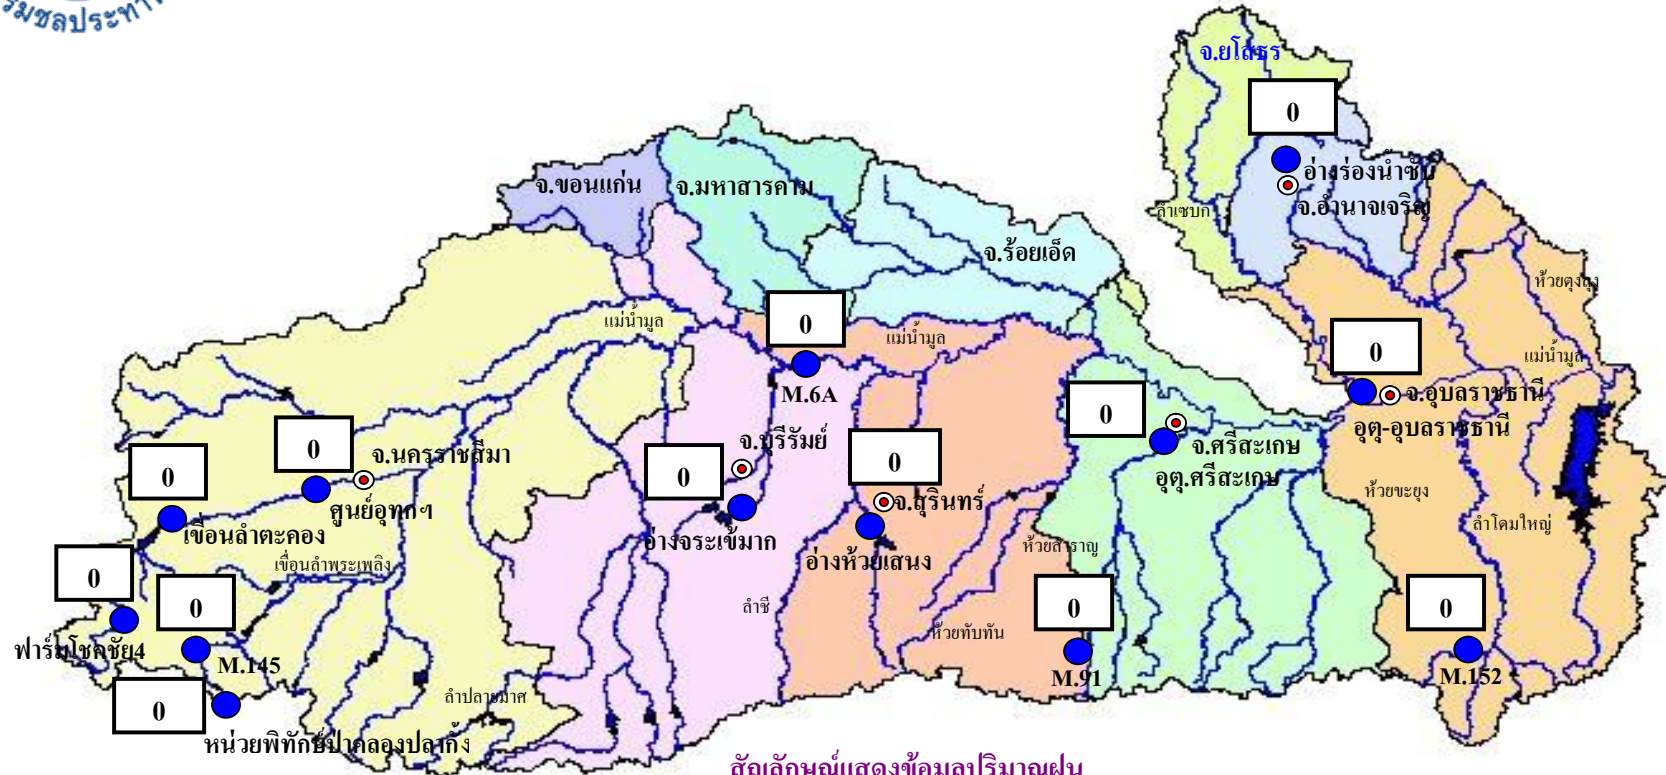 กรมชลประทาน
จ.ยโสธร
0
อ่างร่องน้ำซับ
จ.อำนาจเจริญ
ลำเซบก
จ.ขอนแก่น
จ.มหาสารคาม
จ.ร้อยเอ็ด
ห้วยตุงลุง
แม่น้ำมูล
0
M.6A
แม่น้ำมูล
0
แม่น้ำมูล
จ.อุบลราชธานี
อุตุ-อุบลราชธานี
0
จ.นครราชสีมา
ศูนย์อุทกฯ
0
เขื่อนลำตะคอง
จ.บุรีรัมย์
0
อ่างจระเข้มาก
0
จ.สุรินทร์
อ่างห้วยเสนง
0
จ.ศรีสะเกษ
อุตุ.ศรีสะเกษ
ห้วยขะยุง
ลำโดมใหญ่
ห้วยสำราญ
เขื่อนลำพระเพลิง
0
ฟาร์มโชคชัย4
0
M.145
ลำชี
ห้วยทับทัน
0
M.91
0
M.152
0
หน่วยพิทักษ์ป่าคลองปลากั้ง
ลำปลายมาศ
สัญลักษณ์แสดงข้อมูลปริมาณฝน